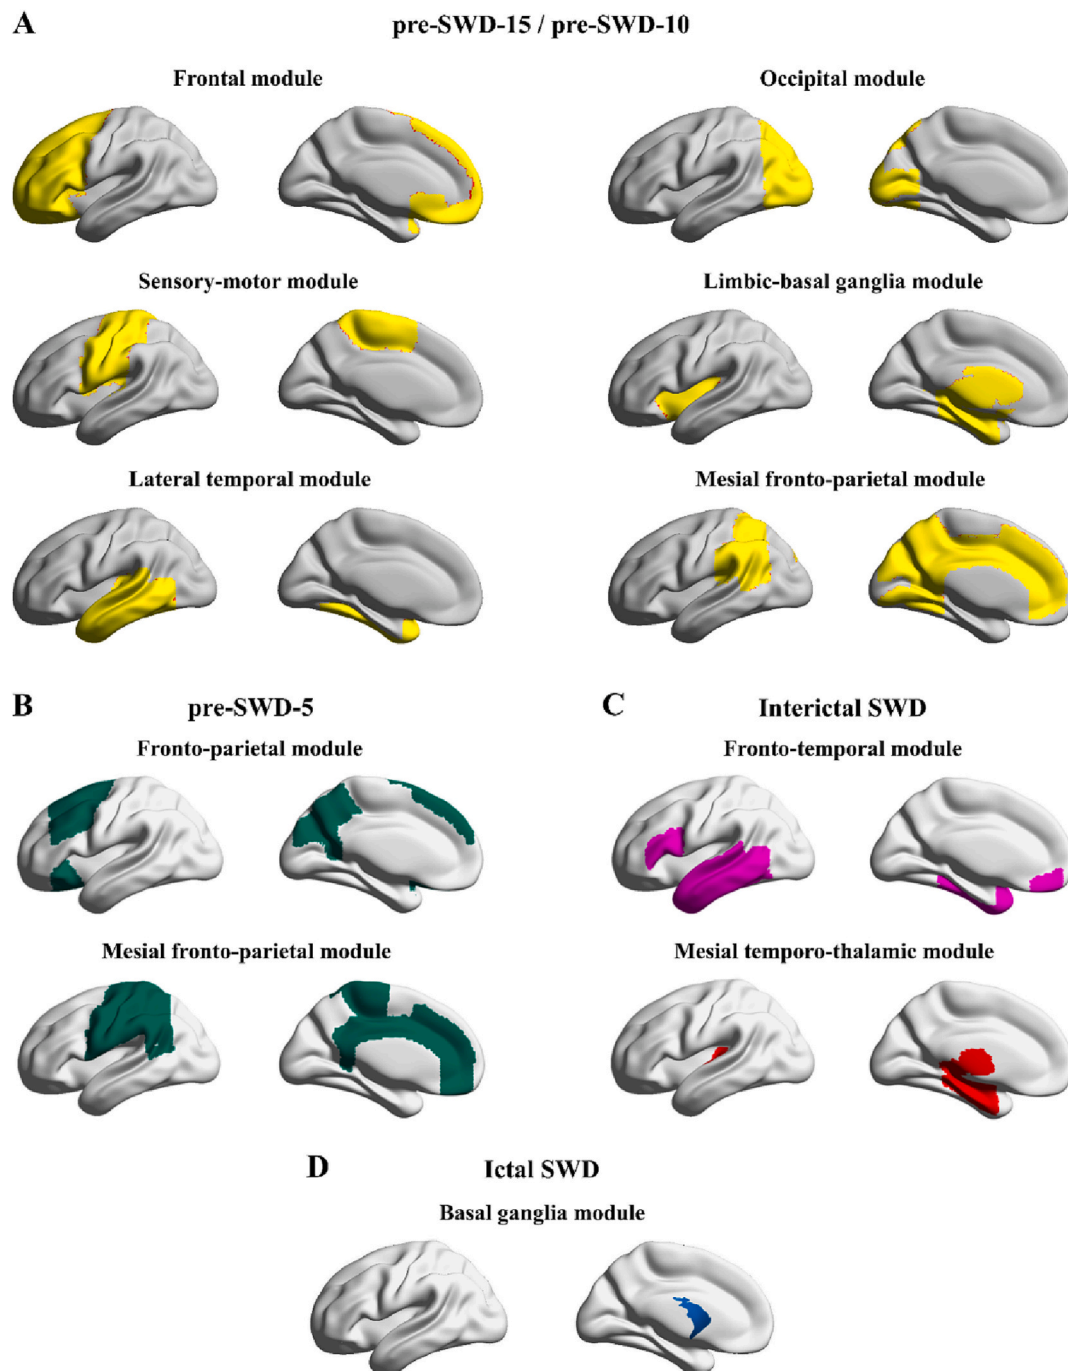 A
pre-SWD-15 / pre-SWD-10
Frontal module
Occipital module
Sensory-motor module
Limbic-basal ganglia module
Lateral temporal module
Mesial fronto-parietal module
B
pre-SWD-5
Fronto-parietal module
Mesial fronto-parietal module
C
Interictal SWD
Fronto-temporal module
Mesial temporo-thalamic module
D
Ictal SWD
Basal ganglia module